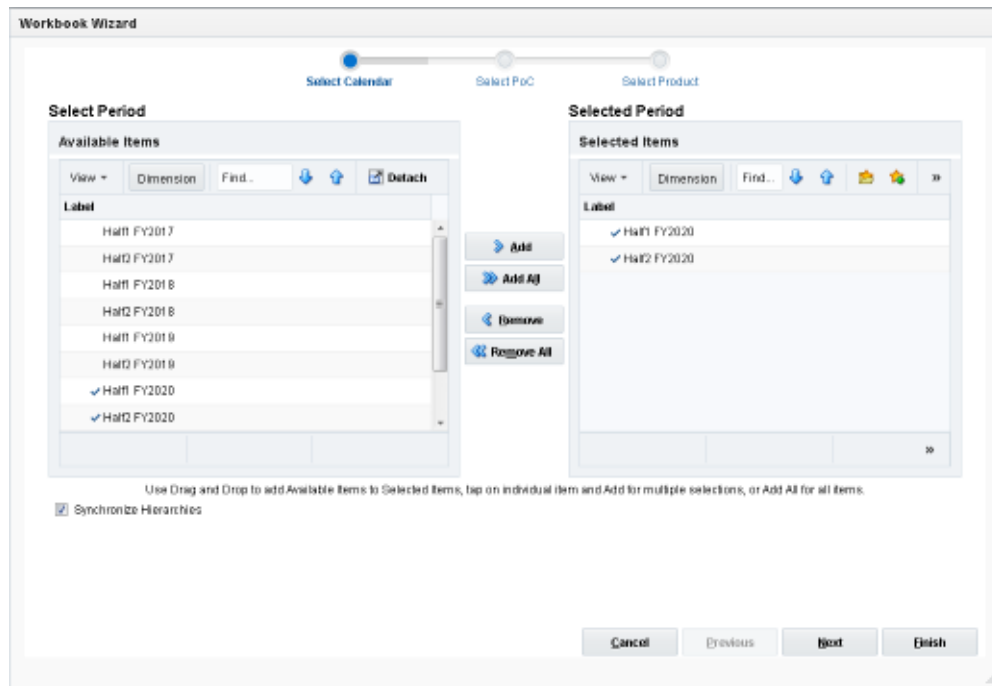 Workbook Wizard
Select Calendar
Select PoC
Select Product
Select Period
Available Items
View
Dimension
Find...
Detach
Label
Half1 FY2017
Half2 FY2017
Half1 FY2018
Half2 FY2018
Half1 FY2019
Half2 FY2019
Half1 FY2020
Half2 FY2020
Add
Add All
Remove
Remove All
Selected Period
Selected Items
View
Dimension
Find...
»
Label
Half1 FY2020
Half2 FY2020
»
Use Drag and Drop to add Available Items to Selected Items, tap on individual item and Add for multiple selections, or Add All for all items.
Synchronize Hierarchies
Cancel
Previous
Next
Finish